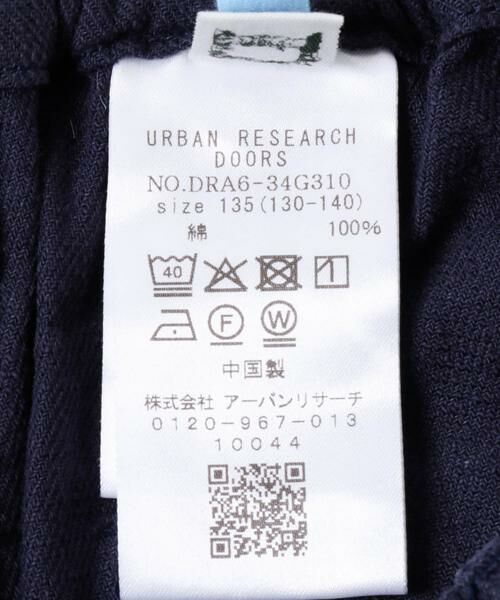 URBAN RESEARCH
DOORS
NO.DRA6-34G310
size 135(130-140)
綿 100%
40
F W
中国製
株式会社 アーバンリサーチ
0120-967-013
10044